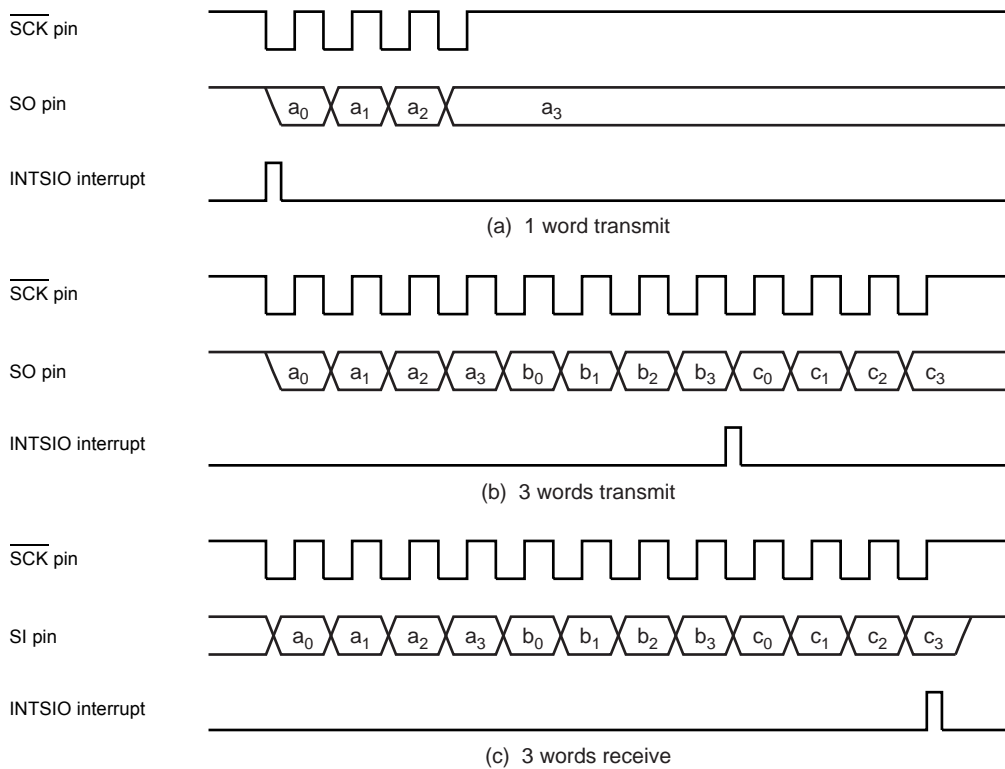 SCK pin
SO pin
a0 a1 a2 a3
INTSIO interrupt
(a) 1 word transmit
SCK pin
SO pin
a0 a1 a2 a3 b0 b1 b2 b3 c0 c1 c2 c3
INTSIO interrupt
(b) 3 words transmit
SCK pin
SI pin
a0 a1 a2 a3 b0 b1 b2 b3 c0 c1 c2 c3
INTSIO interrupt
(c) 3 words receive